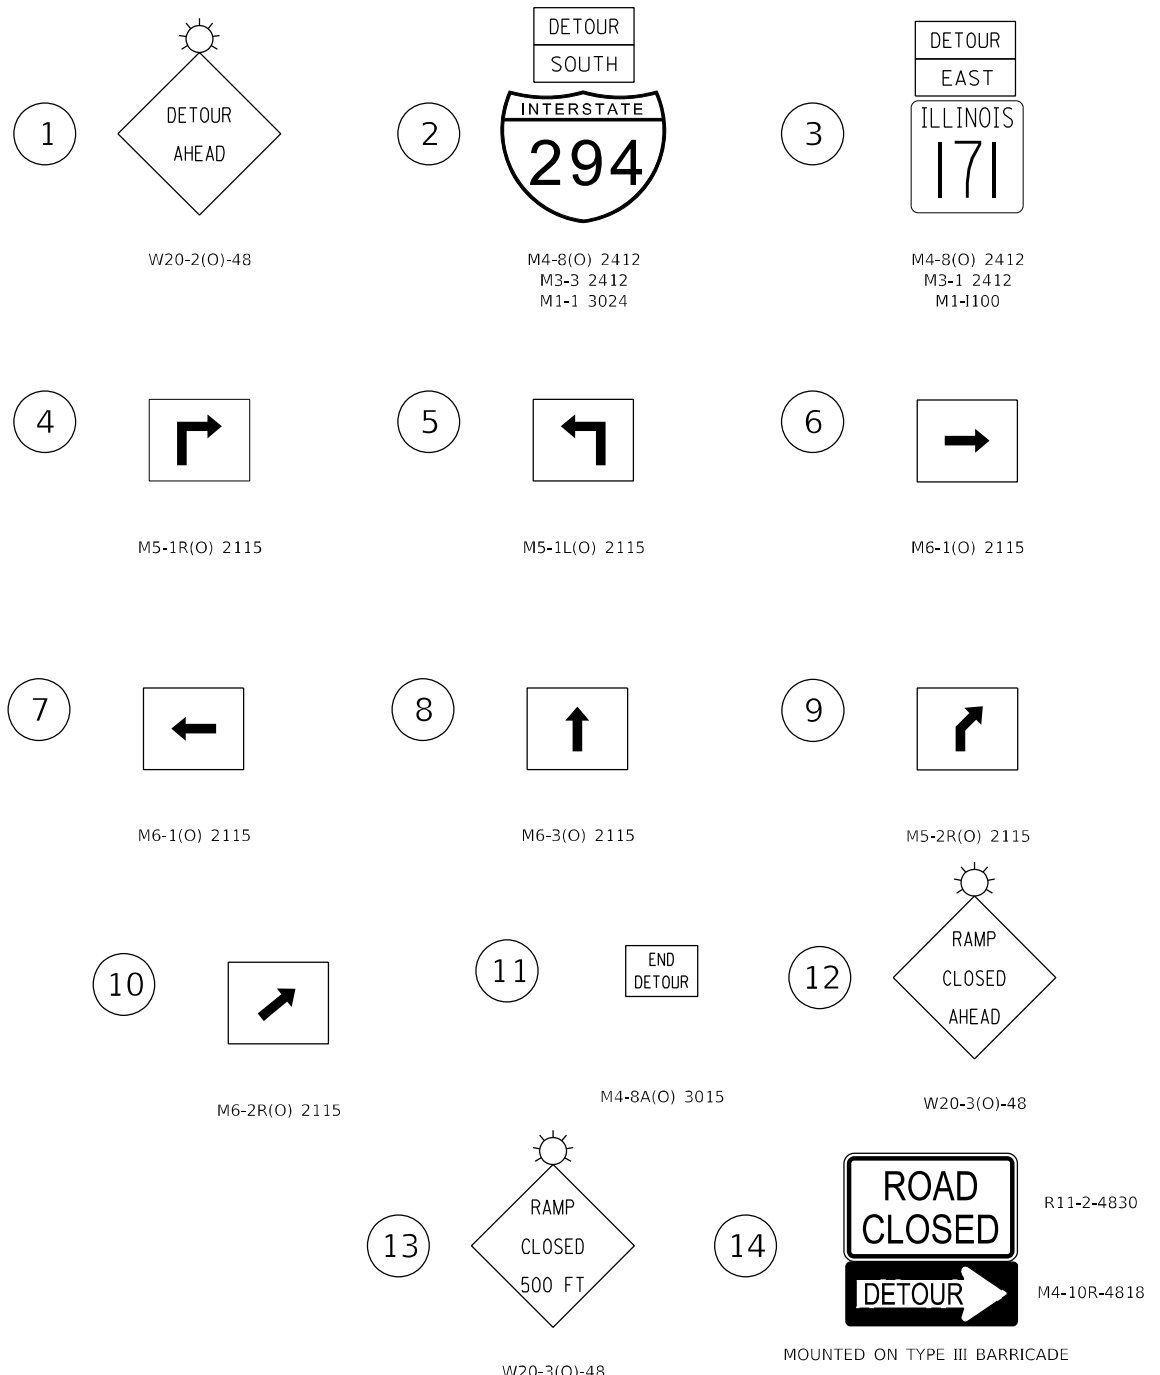 1
DETOUR
AHEAD
W20-2(O)-48
2
DETOUR
SOUTH
INTERSTATE
294
M4-8(O) 2412
M3-3 2412
M1-1 3024
3
DETOUR
EAST
ILLINOIS
171
M4-8(O) 2412
M3-1 2412
M1-I100
4
M5-1R(O) 2115
5
M5-1L(O) 2115
6
M6-1(O) 2115
7
M6-1(O) 2115
8
M6-3(O) 2115
9
M5-2R(O) 2115
10
M6-2R(O) 2115
11
END
DETOUR
M4-8A(O) 3015
12
RAMP
CLOSED
AHEAD
W20-3(O)-48
13
RAMP
CLOSED
500 FT
W20-3(O)-48
14
ROAD
CLOSED
R11-2-4830
DETOUR
M4-10R-4818
MOUNTED ON TYPE III BARRICADE